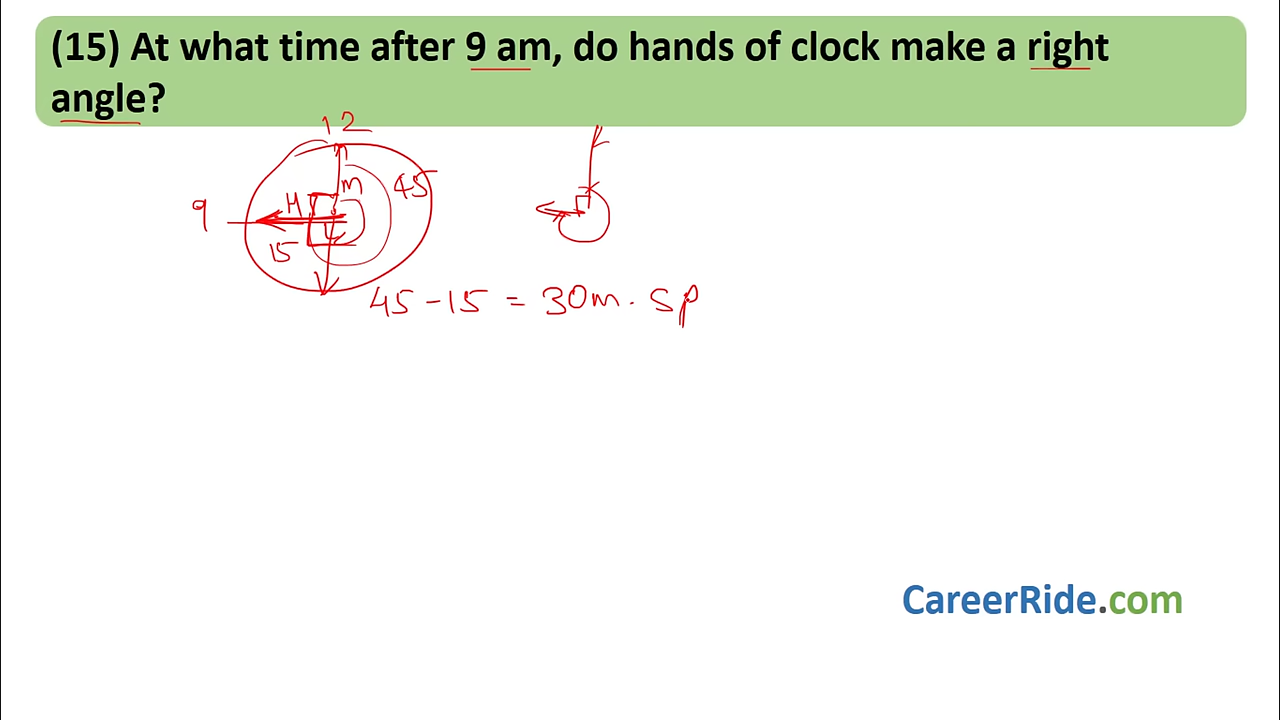 (15) At what time after 9 am, do hands of clock make a right
angle?
12
9
H
M
45
15
45 - 15 = 30m. sp
CareerRide.com